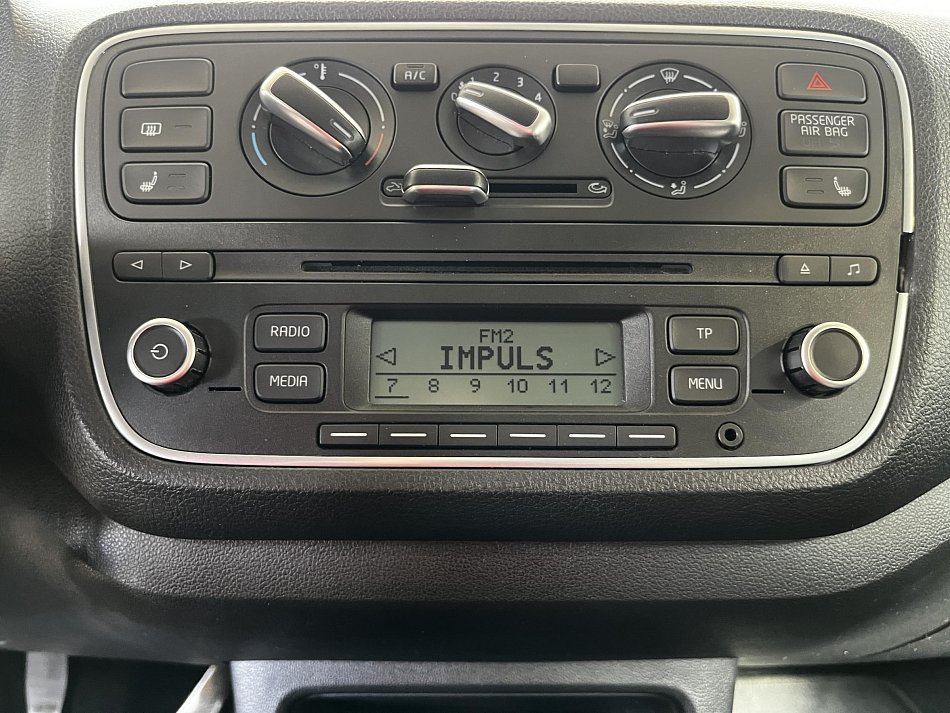 A/C
1 2 3 4
PASSENGER
AIR BAG
RADIO
MEDIA
FM2
IMPULS
7 8 9 10 11 12
TP
MENU